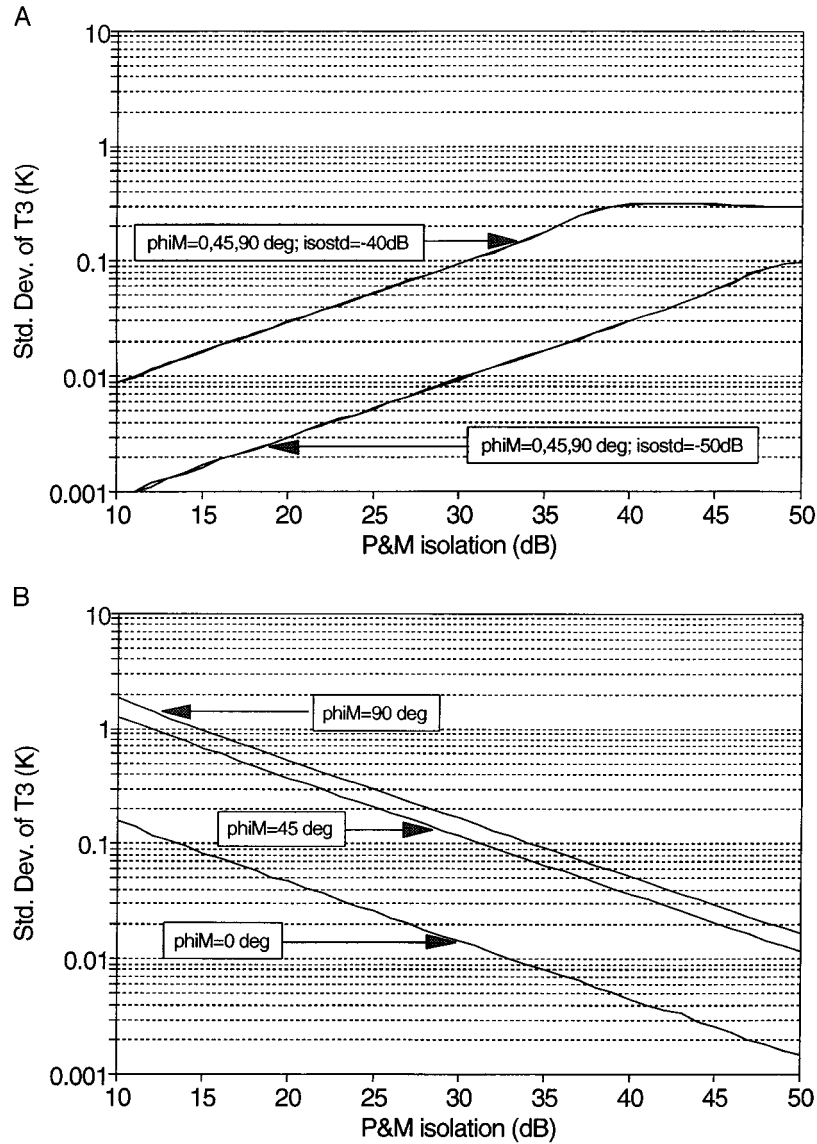 A
10
1
0.1
0.01
0.001
Std. Dev. of T3 (K)
phiM=0,45,90 deg; isostd=-40dB
phiM=0,45,90 deg; isostd=-50dB
10 15 20 25 30 35 40 45 50
P&M isolation (dB)
B
10
1
0.1
0.01
0.001
Std. Dev. of T3 (K)
phiM=90 deg
phiM=45 deg
phiM=0 deg
10 15 20 25 30 35 40 45 50
P&M isolation (dB)